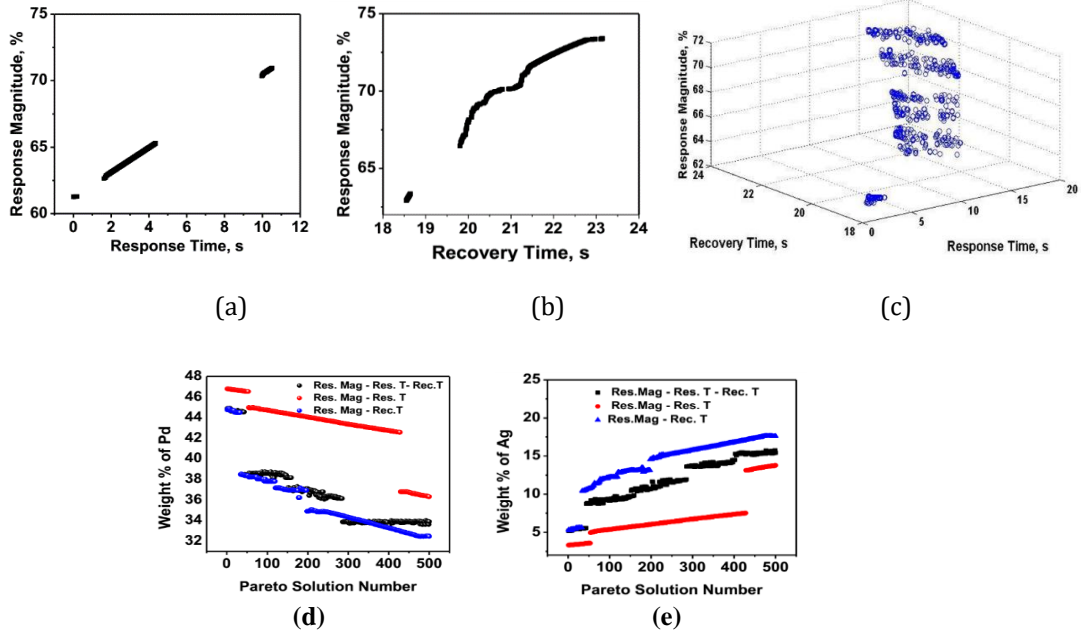 75
70
65
60
Response Magnitude, %
0 2 4 6 8 10 12
Response Time, s
(a)
75
70
65
Response Magnitude, %
18 19 20 21 22 23 24
Recovery Time, s
(b)
72
70
68
66
64
62
Response Magnitude, %
24
22
20
18
Recovery Time, s
0
5
10
15
20
Response Time, s
(c)
48
46
44
42
40
38
36
34
32
Weight % of Pd
Res. Mag - Res. T- Rec.T
Res. Mag - Res. T
Res. Mag - Rec.T
0 100 200 300 400 500
Pareto Solution Number
(d)
25
20
15
10
5
Weight % of Ag
Res.Mag - Res. T - Rec. T
Res.Mag - Res. T
Res.Mag - Rec. T
0 100 200 300 400 500
Pareto Solution Number
(e)